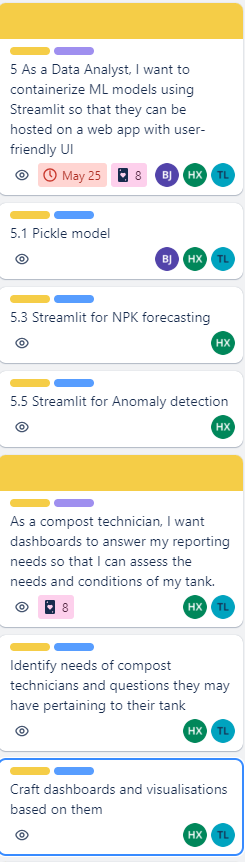 5 As a Data Analyst, I want to
containerize ML models using
Streamlit so that they can be
hosted on a web app with user-
friendly UI
May 25 8 BJ HX TL
5.1 Pickle model
BJ HX TL
5.3 Streamlit for NPK forecasting
HX
5.5 Streamlit for Anomaly detection
HX
As a compost technician, I want
dashboards to answer my reporting
needs so that I can assess the
needs and conditions of my tank.
8 HX TL
Identify needs of compost
technicians and questions they may
have pertaining to their tank
HX TL
Craft dashboards and visualisations
based on them
HX TL